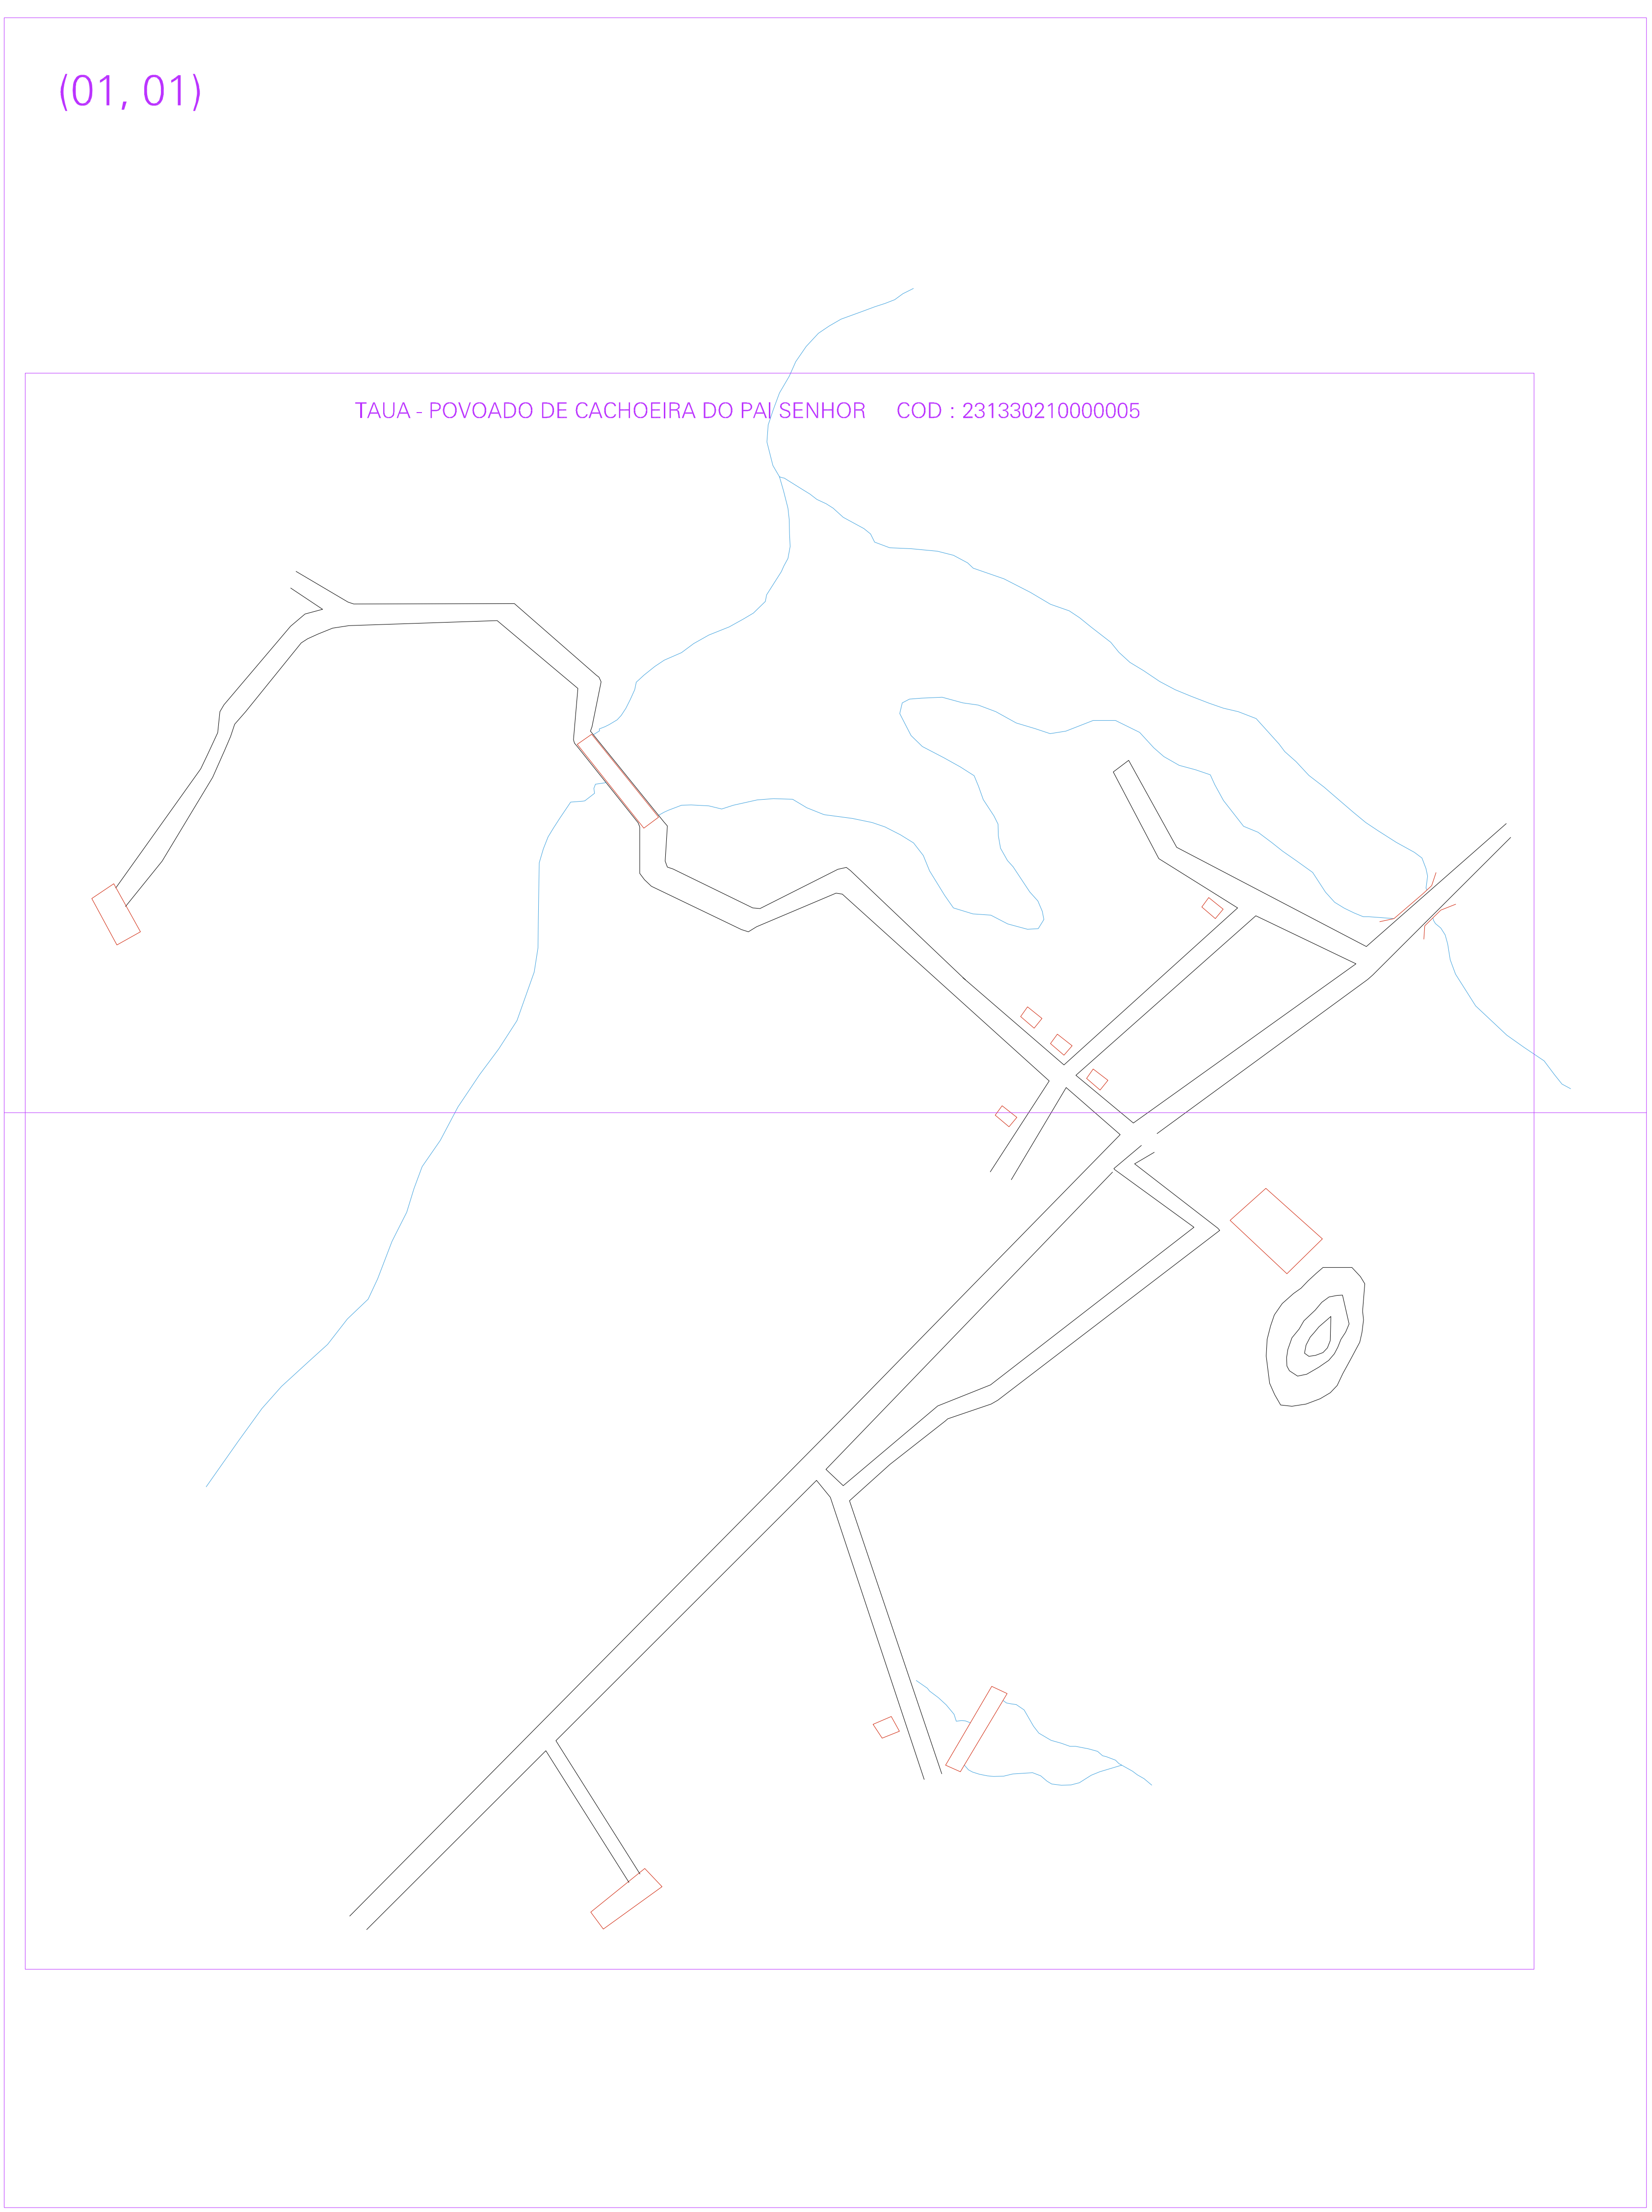 (01, 01)
TAUA - POVOADO DE CACHOEIRA DO PAI SENHOR COD : 231330210000005